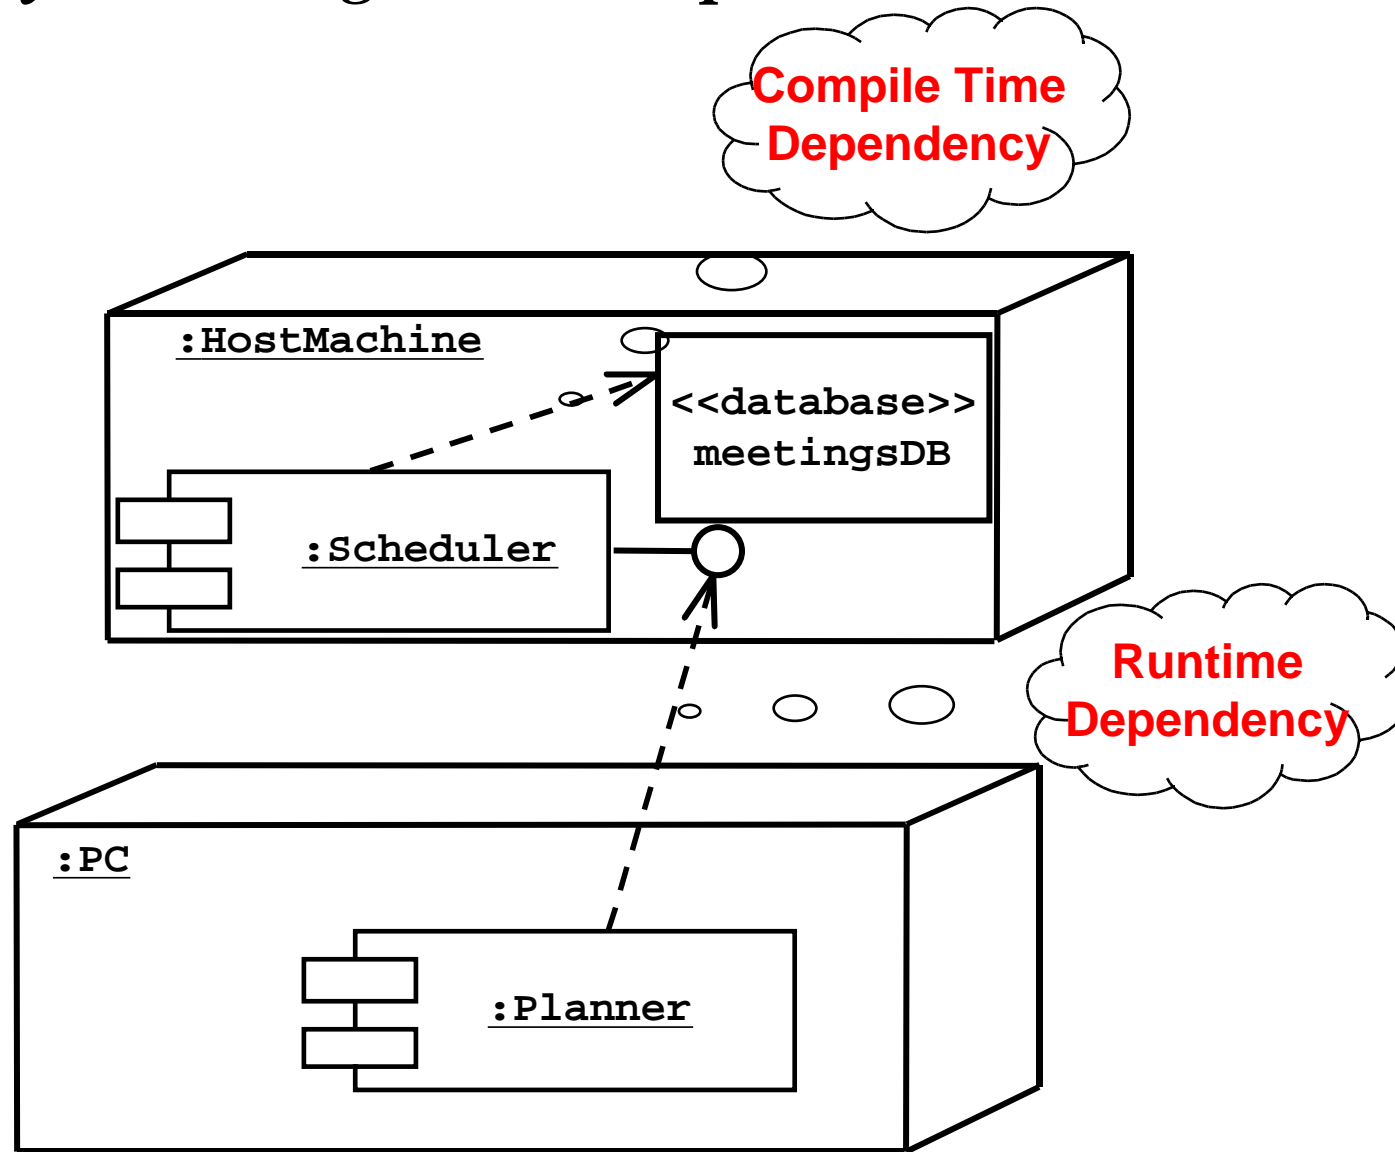 Compile Time
Dependency
:HostMachine
<<database>>
meetingsDB
:Scheduler
Runtime
Dependency
:PC
:Planner